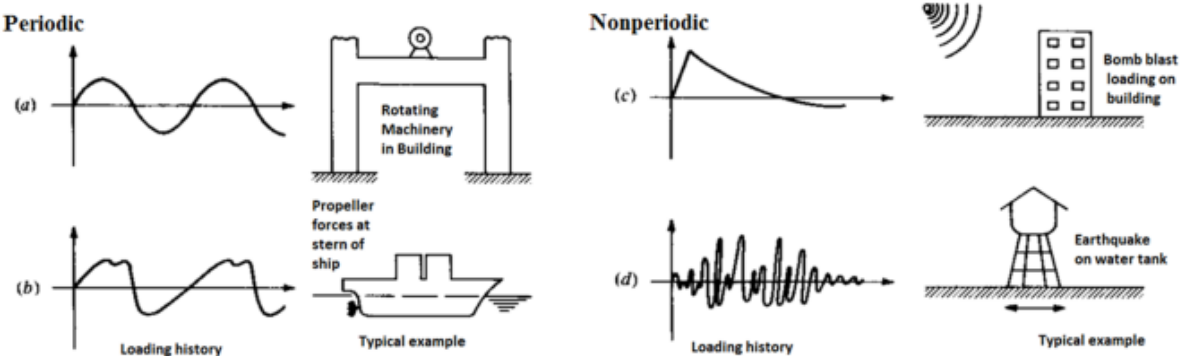 Periodic
(a)
Rotating
Machinery
in Building
(b)
Propeller
forces at
stern of
ship
Loading history
Typical example
Nonperiodic
(c)
Bomb blast
loading on
building
(d)
Earthquake
on water tank
Loading history
Typical example